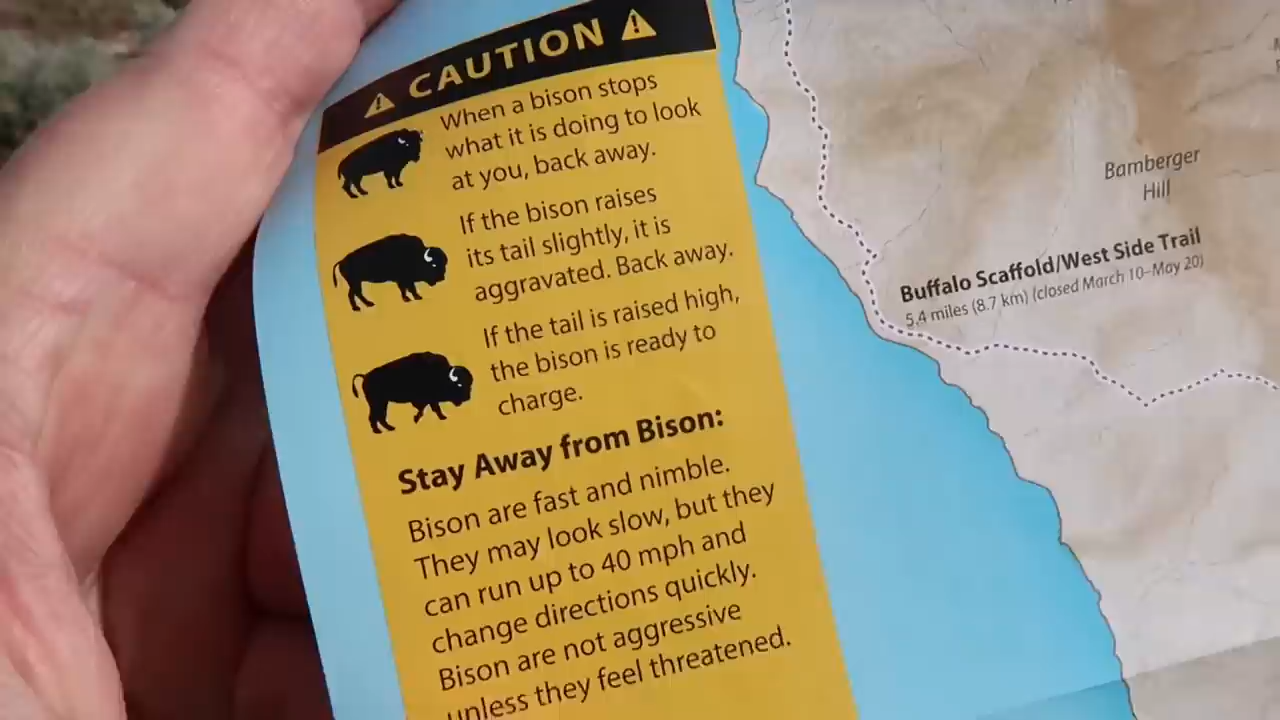 CAUTION
When a bison stops
what it is doing to look
at you, back away.
If the bison raises
its tail slightly, it is
aggravated. Back away.
If the tail is raised high,
the bison is ready to
charge.
Stay Away from Bison:
Bison are fast and nimble.
They may look slow, but they
can run up to 40 mph and
change directions quickly.
Bison are not aggressive
unless they feel threatened.
Bamberger
Hill
Buffalo Scaffold/West Side Trail
5.4 miles (8.7 km) (closed March 10–May 20)